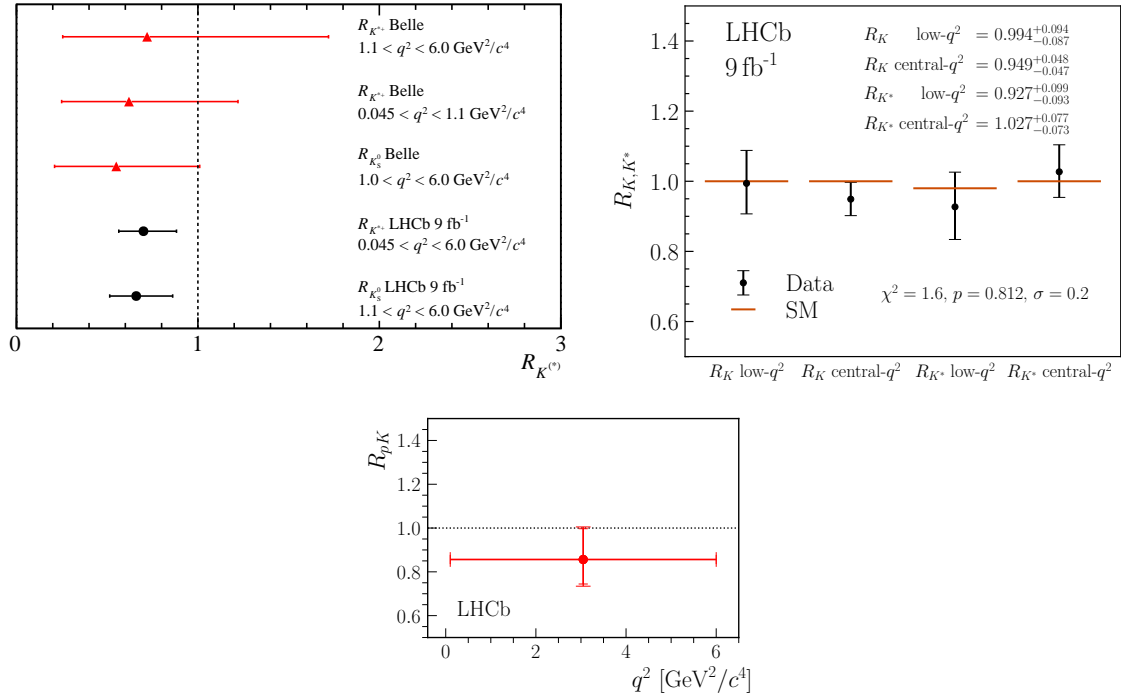 R_{K*+} Belle
1.1 < q² < 6.0 GeV²/c⁴
R_{K*+} Belle
0.045 < q² < 1.1 GeV²/c⁴
R_{K_S^0} Belle
1.0 < q² < 6.0 GeV²/c⁴
R_{K*+} LHCb 9 fb⁻¹
0.045 < q² < 6.0 GeV²/c⁴
R_{K_S^0} LHCb 9 fb⁻¹
1.1 < q² < 6.0 GeV²/c⁴
0 1 2 3
R_{K^{(*)}}
R_{K,K*}
1.4
1.2
1.0
0.8
0.6
LHCb
9 fb⁻¹
R_K low-q² = 0.994^{+0.094}_{-0.087}
R_K central-q² = 0.949^{+0.048}_{-0.047}
R_{K*} low-q² = 0.927^{+0.099}_{-0.093}
R_{K*} central-q² = 1.027^{+0.077}_{-0.073}
Data
SM
χ² = 1.6, p = 0.812, σ = 0.2
R_K low-q² R_K central-q² R_{K*} low-q² R_{K*} central-q²
R_{pK}
1.4
1.2
1.0
0.8
0.6
LHCb
0 2 4 6
q² [GeV²/c⁴]